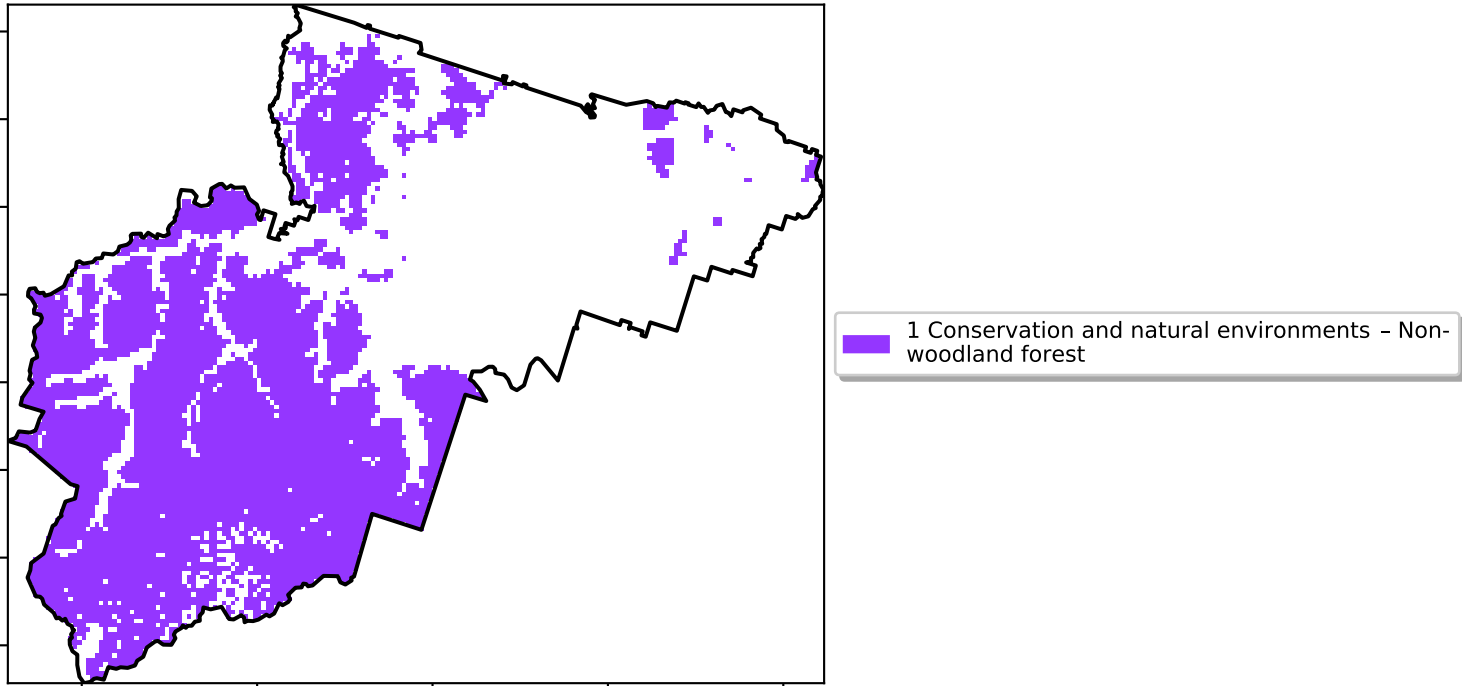 1 Conservation and natural environments – Non-
woodland forest